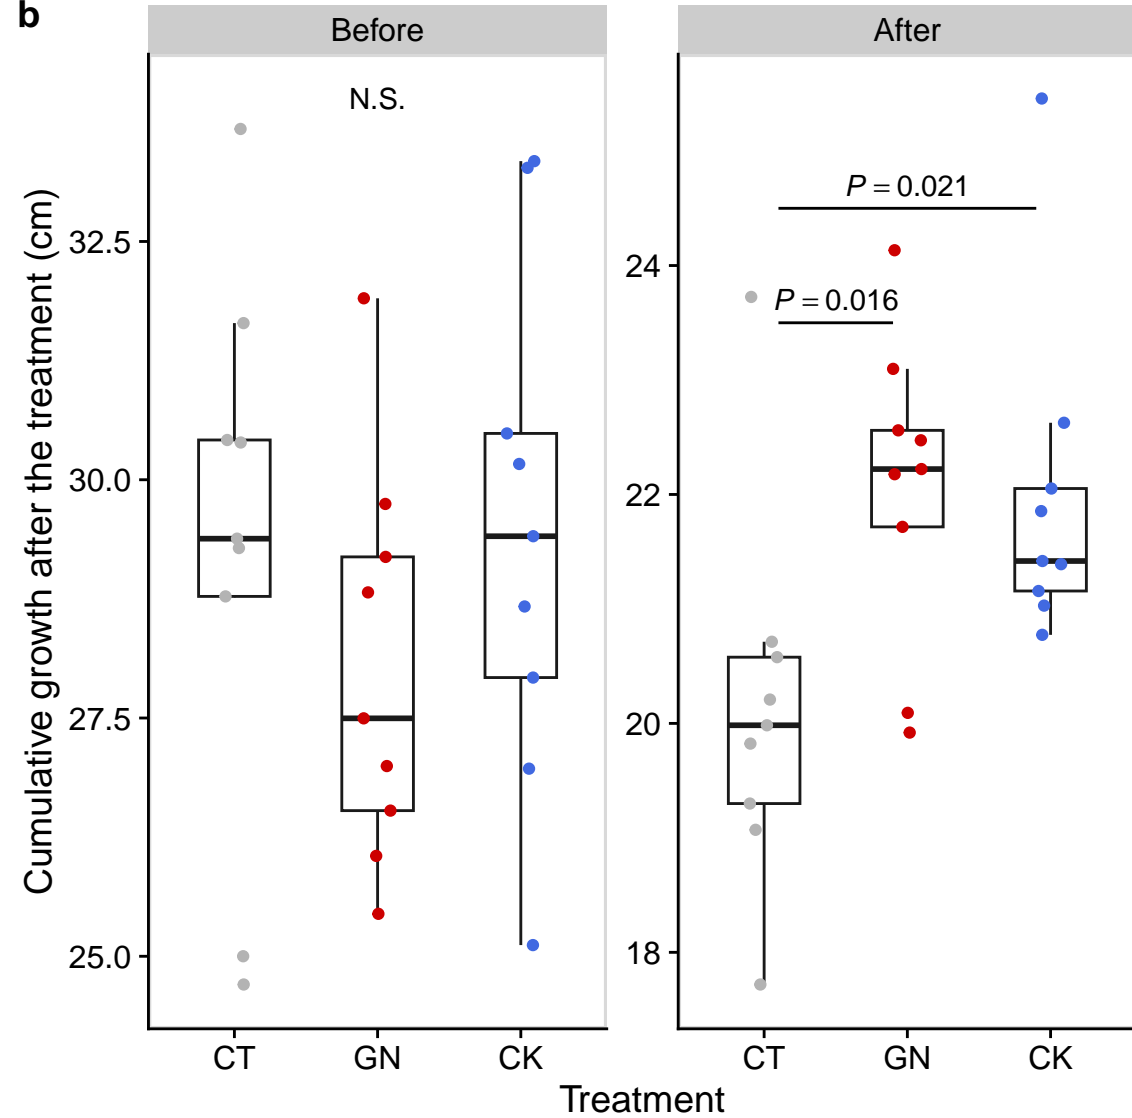 b
Before
After
N.S.
P = 0.021
P = 0.016
Cumulative growth after the treatment (cm)
32.5
30.0
27.5
25.0
24
22
20
18
CT GN CK
CT GN CK
Treatment